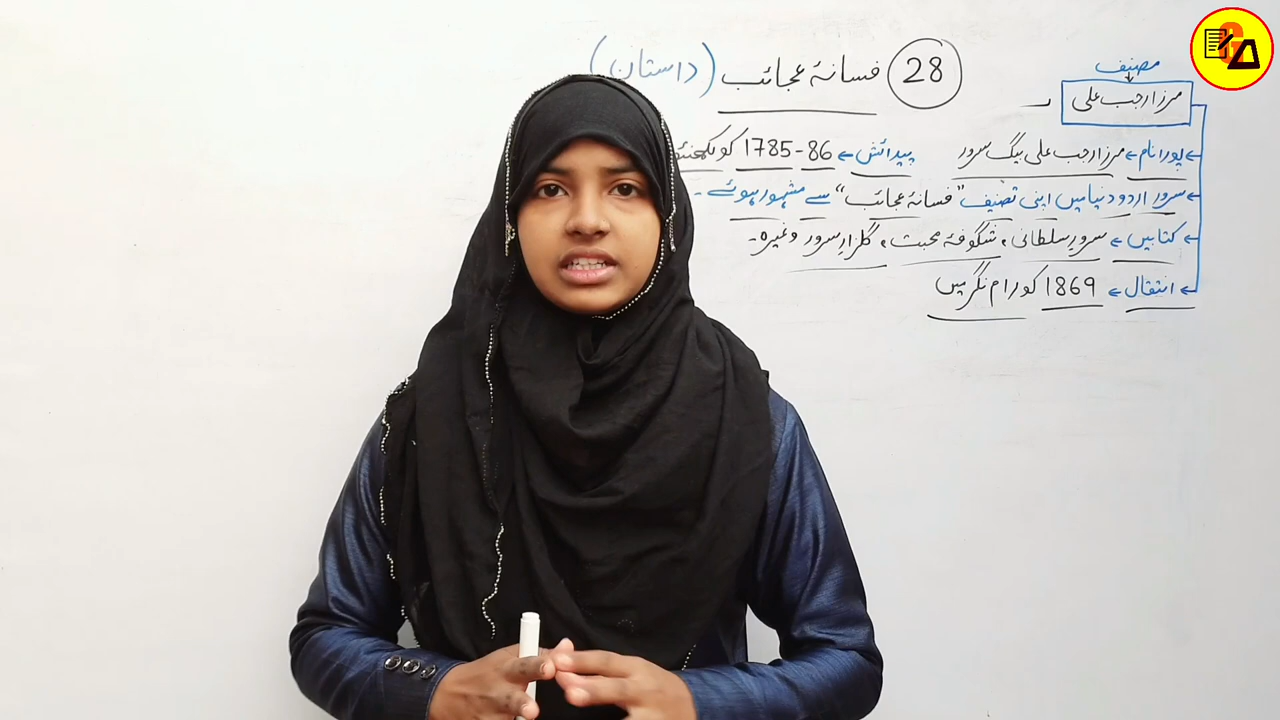 28 فسانۂ عجائب (داستان)
مصنیف
مرزا رجب علی
پورا نام ← مرزا رجب علی بیگ سرور پیدائش ← 86-1785 کو لکھنئو
سرور اردو دنیا میں اپنی تصنیف "فسانۂ عجائب" سے مشہور ہوئے۔
کتابیں ← سرورِ سلطانی، شگوفۂ محبت، گلزارِ سرور وغیرہ۔
انتقال ← 1869 کو رام نگر میں